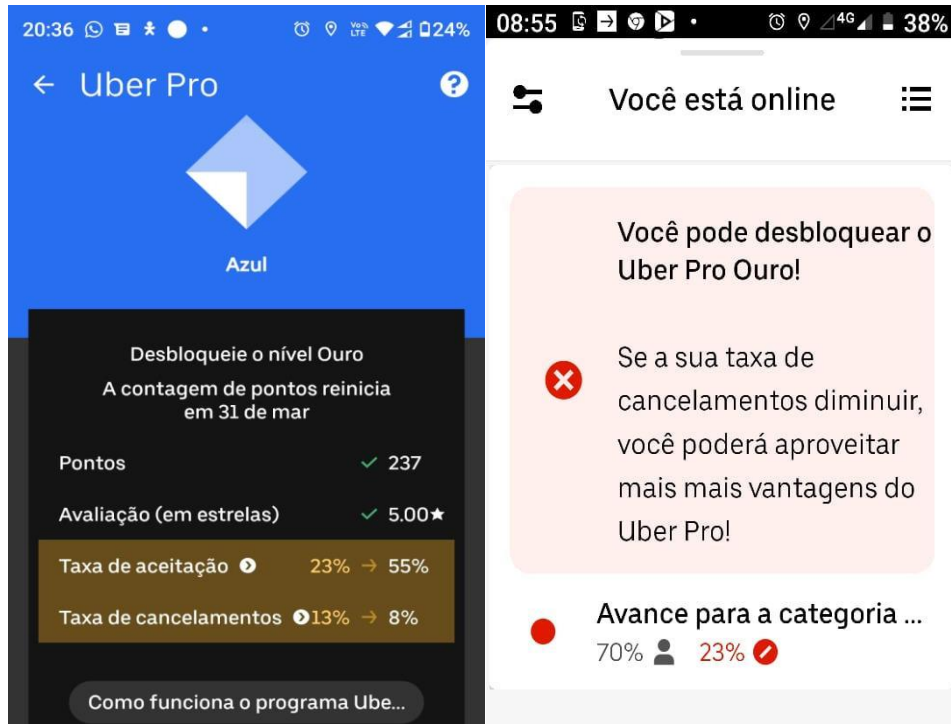 20:36
VoD LTE
24%
← Uber Pro ?
Azul
Desbloqueie o nível Ouro
A contagem de pontos reinicia
em 31 de mar
Pontos ✓ 237
Avaliação (em estrelas) ✓ 5.00★
Taxa de aceitação 23% → 55%
Taxa de cancelamentos 13% → 8%
Como funciona o programa Ube...
08:55
4G
38%
Você está online
Você pode desbloquear o
Uber Pro Ouro!
Se a sua taxa de
cancelamentos diminuir,
você poderá aproveitar
mais mais vantagens do
Uber Pro!
Avance para a categoria ...
70% 23%